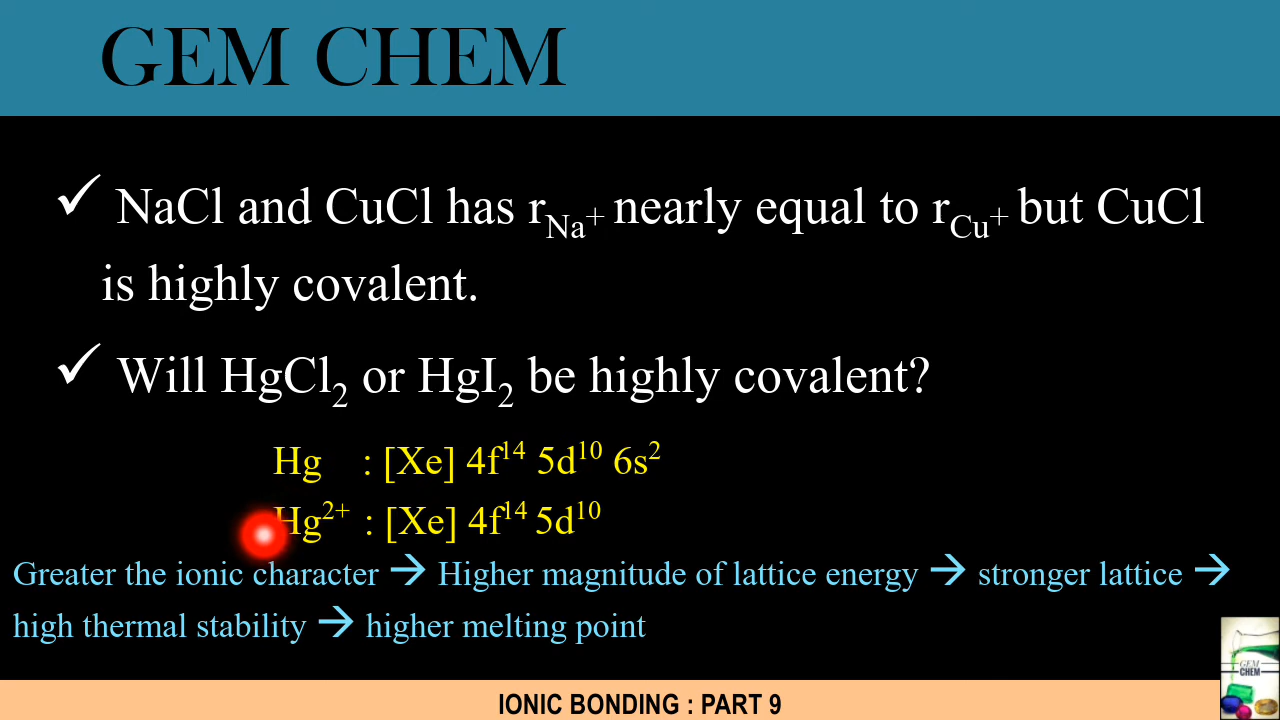 GEM CHEM
✓ NaCl and CuCl has r_Na⁺ nearly equal to r_Cu⁺ but CuCl
is highly covalent.
✓ Will HgCl₂ or HgI₂ be highly covalent?
Hg : [Xe] 4f¹⁴ 5d¹⁰ 6s²
Hg²⁺ : [Xe] 4f¹⁴ 5d¹⁰
Greater the ionic character → Higher magnitude of lattice energy → stronger lattice →
high thermal stability → higher melting point
GEM
CHEM
IONIC BONDING : PART 9